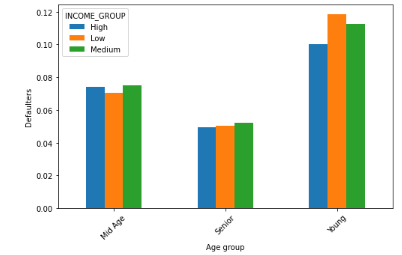 INCOME_GROUP
High
Low
Medium
0.12
0.10
0.08
0.06
0.04
0.02
0.00
Defaulters
Mid Age
Senior
Young
Age group